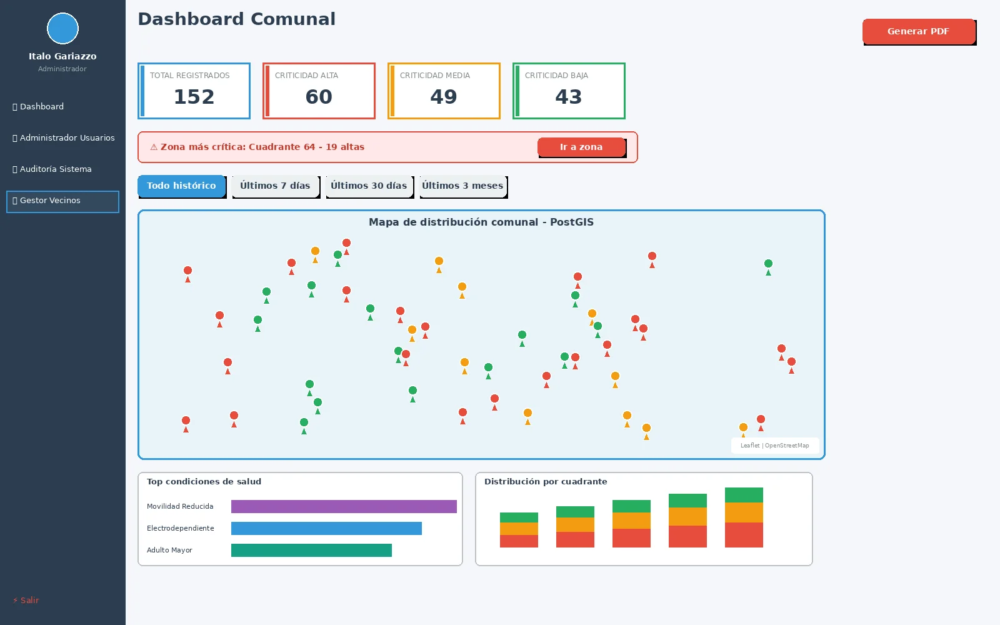 Italo Gariazzo
Administrador
Dashboard
Administrador Usuarios
Auditoría Sistema
Gestor Vecinos
⚡ Salir
Dashboard Comunal
Generar PDF
TOTAL REGISTRADOS
152
CRITICIDAD ALTA
60
CRITICIDAD MEDIA
49
CRITICIDAD BAJA
43
⚠ Zona más crítica: Cuadrante 64 - 19 altas
Ir a zona
Todo histórico
Últimos 7 días
Últimos 30 días
Últimos 3 meses
Mapa de distribución comunal - PostGIS
Leaflet | OpenStreetMap
Top condiciones de salud
Movilidad Reducida
Electrodependiente
Adulto Mayor
Distribución por cuadrante